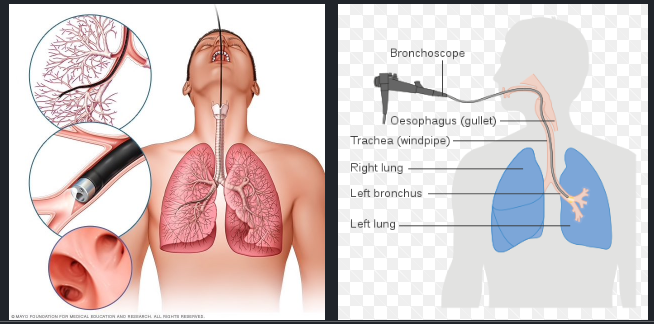 © MAYO FOUNDATION FOR MEDICAL EDUCATION AND RESEARCH. ALL RIGHTS RESERVED.
Bronchoscope
Oesophagus (gullet)
Trachea (windpipe)
Right lung
Left bronchus
Left lung